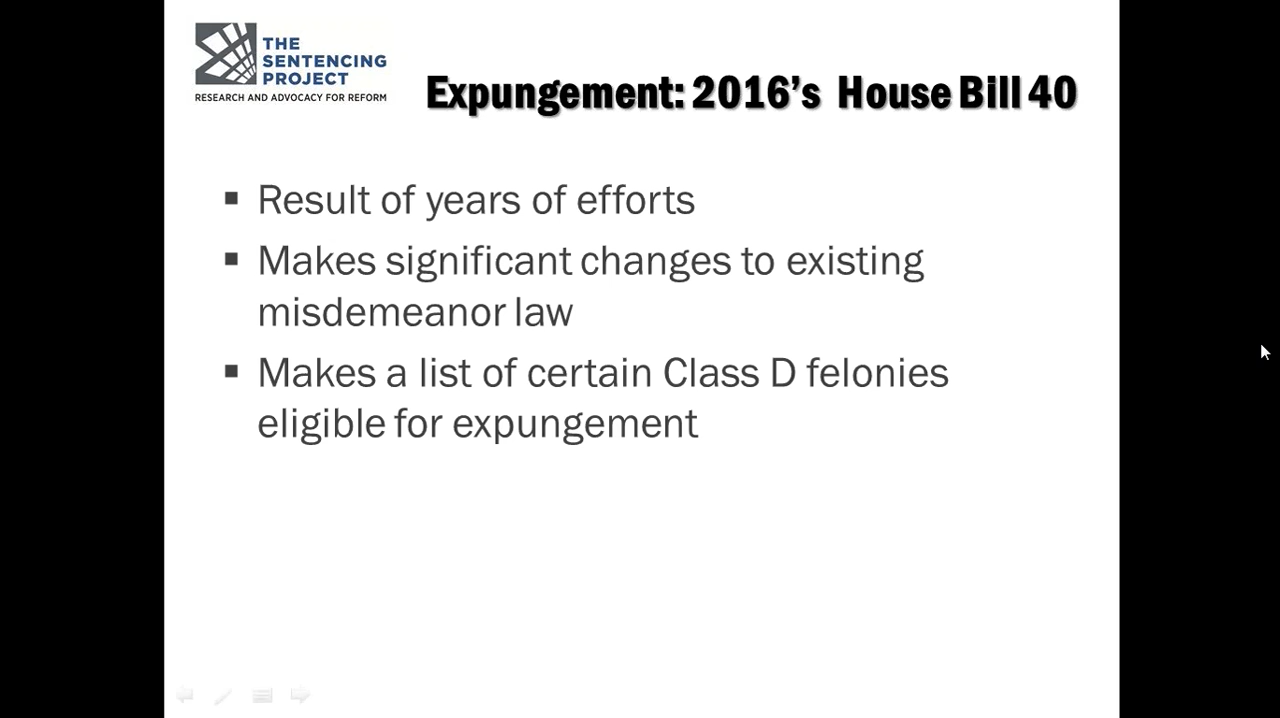 THE
SENTENCING
PROJECT
RESEARCH AND ADVOCACY FOR REFORM
Expungement: 2016’s House Bill 40
▪ Result of years of efforts
▪ Makes significant changes to existing
misdemeanor law
▪ Makes a list of certain Class D felonies
eligible for expungement